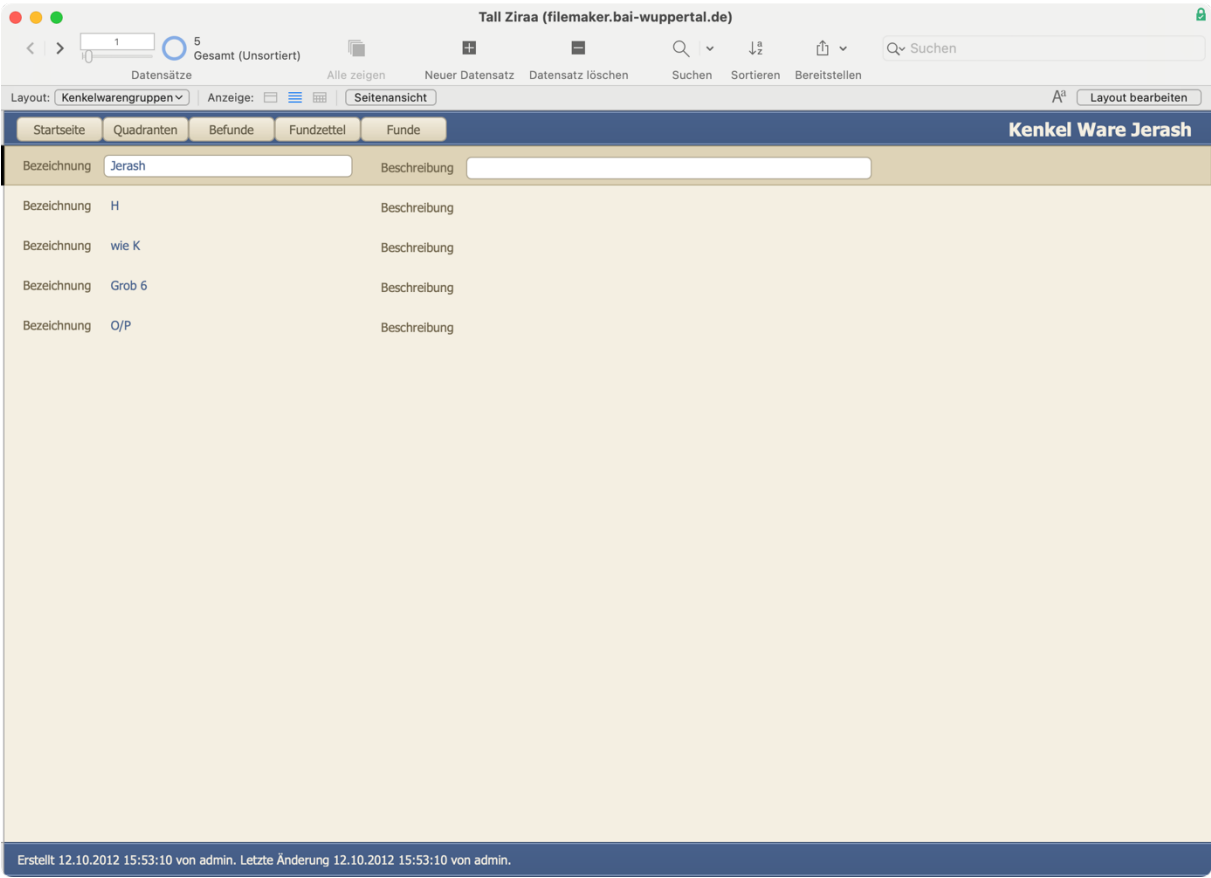 Tall Ziraa (filemaker.bai-wuppertal.de)
1
5
Gesamt (Unsortiert)
Datensätze
Alle zeigen
Neuer Datensatz
Datensatz löschen
Suchen
Sortieren
Bereitstellen
Suchen
Layout: Kenkelwarengruppen Anzeige: Seitenansicht
Aa Layout bearbeiten
Startseite Quadranten Befunde Fundzettel Funde Kenkel Ware Jerash
Bezeichnung Jerash Beschreibung
Bezeichnung H Beschreibung
Bezeichnung wie K Beschreibung
Bezeichnung Grob 6 Beschreibung
Bezeichnung O/P Beschreibung
Erstellt 12.10.2012 15:53:10 von admin. Letzte Änderung 12.10.2012 15:53:10 von admin.